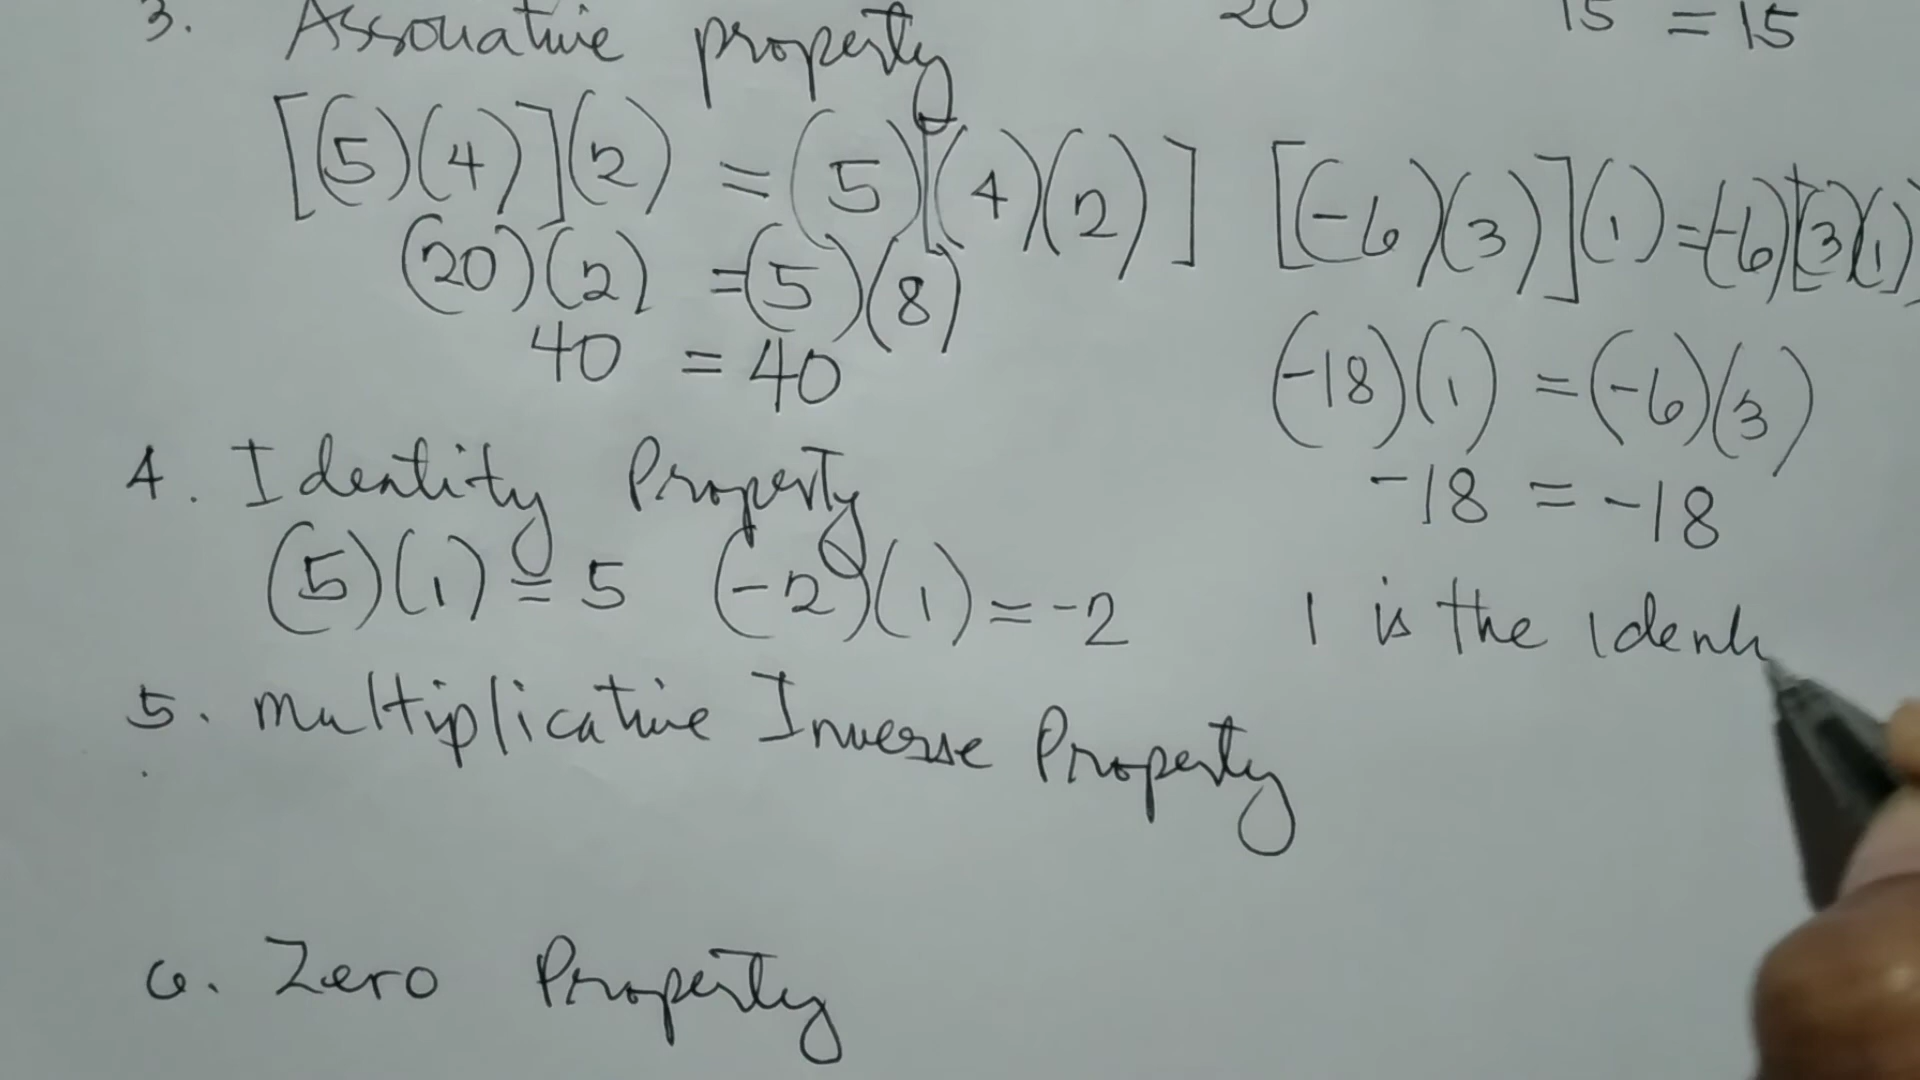 20 15 = 15
3. Associative property
[(5)(4)](2) = (5)[(4)(2)] [(-6)(3)](1) = (-6)[(3)(1)]
(20)(2) = (5)(8)
40 = 40
(-18)(1) = (-6)(3)
-18 = -18
4. Identity Property
(5)(1) = 5 (-2)(1) = -2 1 is the identi
5. Multiplicative Inverse Property
6. Zero Property